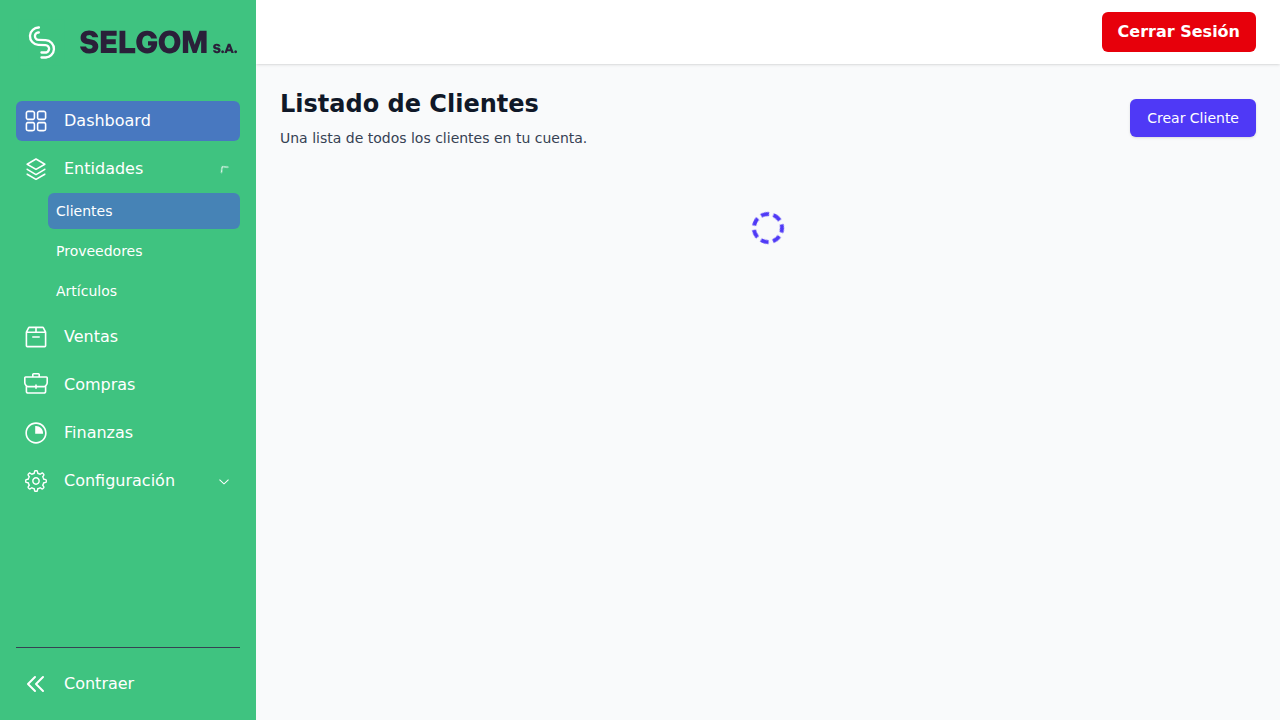 SELGOM S.A.
Cerrar Sesión
Dashboard
Entidades
Clientes
Proveedores
Artículos
Ventas
Compras
Finanzas
Configuración
Contraer
Listado de Clientes
Una lista de todos los clientes en tu cuenta.
Crear Cliente